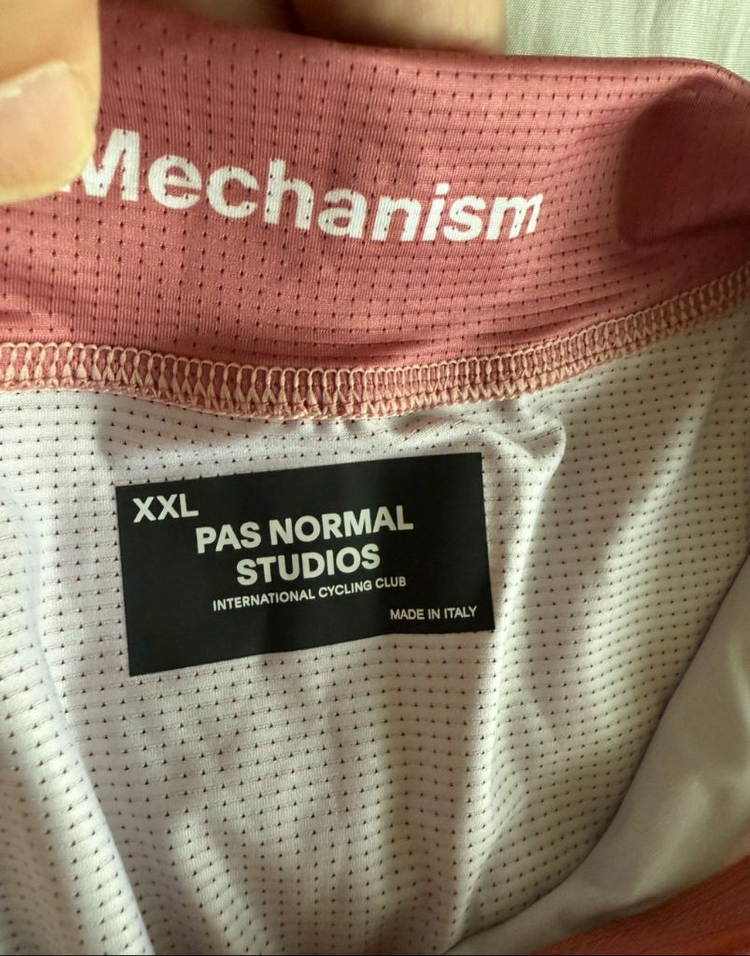 Mechanism
XXL
PAS NORMAL
STUDIOS
INTERNATIONAL CYCLING CLUB
MADE IN ITALY